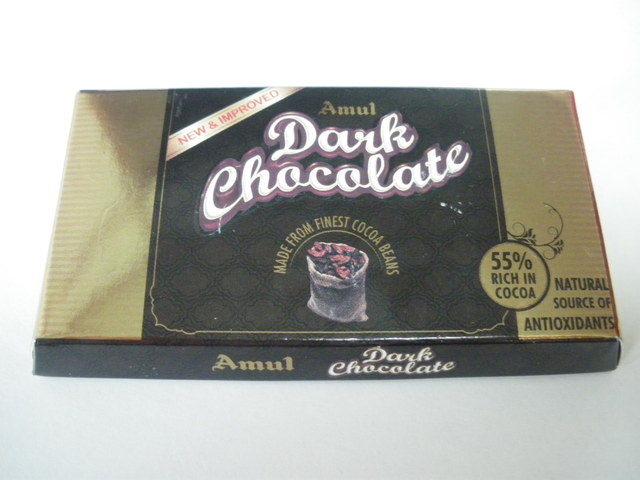 NEW & IMPROVED
Amul
Dark
Chocolate
MADE FROM FINEST COCOA BEANS
55%
RICH IN
COCOA
NATURAL
SOURCE OF
ANTIOXIDANTS
Amul
Dark
Chocolate